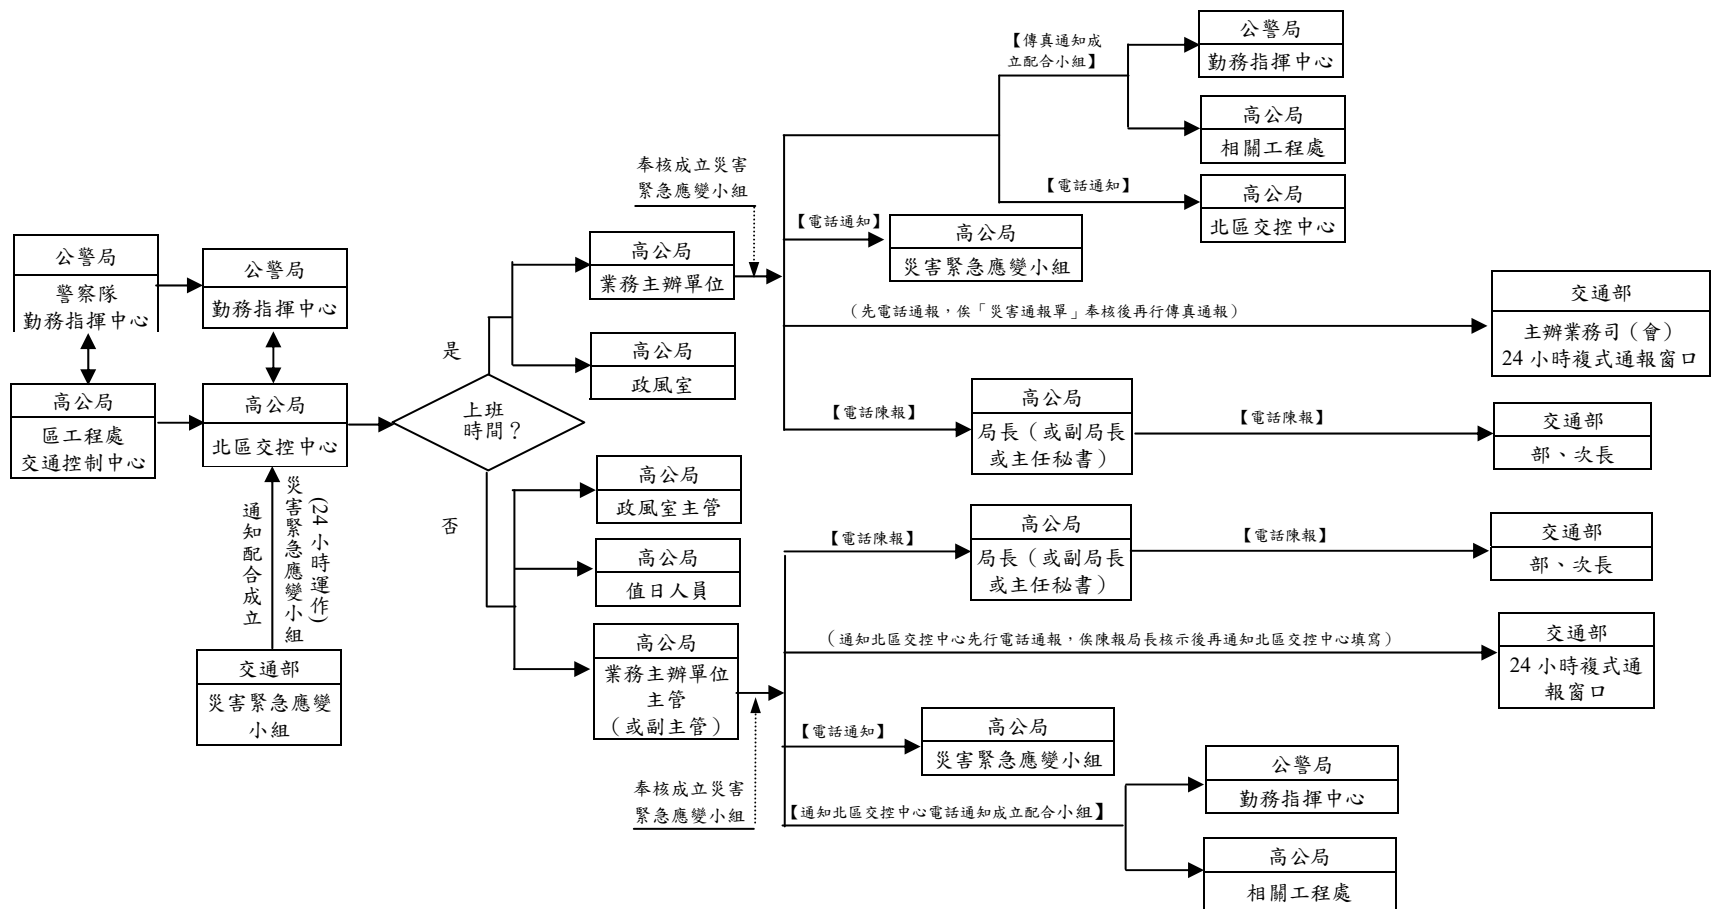 公警局
警察隊
勤務指揮中心
高公局
區工程處
交通控制中心
公警局
勤務指揮中心
高公局
北區交控中心
通知配合成立
災害緊急應變小組
(24 小時運作)
交通部
災害緊急應變
小組
上班
時間？
是
否
高公局
業務主辦單位
高公局
政風室
高公局
政風室主管
高公局
值日人員
高公局
業務主辦單位
主管
（或副主管）
奉核成立災害
緊急應變小組
【傳真通知成
立配合小組】
公警局
勤務指揮中心
高公局
相關工程處
【電話通知】
高公局
北區交控中心
【電話通知】
高公局
災害緊急應變小組
（先電話通報，俟「災害通報單」奉核後再行傳真通報）
交通部
主辦業務司（會）
24 小時複式通報窗口
【電話陳報】
高公局
局長（或副局長
或主任秘書）
【電話陳報】
交通部
部、次長
【電話陳報】
高公局
局長（或副局長
或主任秘書）
【電話陳報】
交通部
部、次長
（通知北區交控中心先行電話通報，俟陳報局長核示後再通知北區交控中心填寫）
交通部
24 小時複式通
報窗口
【電話通知】
高公局
災害緊急應變小組
奉核成立災害
緊急應變小組
【通知北區交控中心電話通知成立配合小組】
公警局
勤務指揮中心
高公局
相關工程處